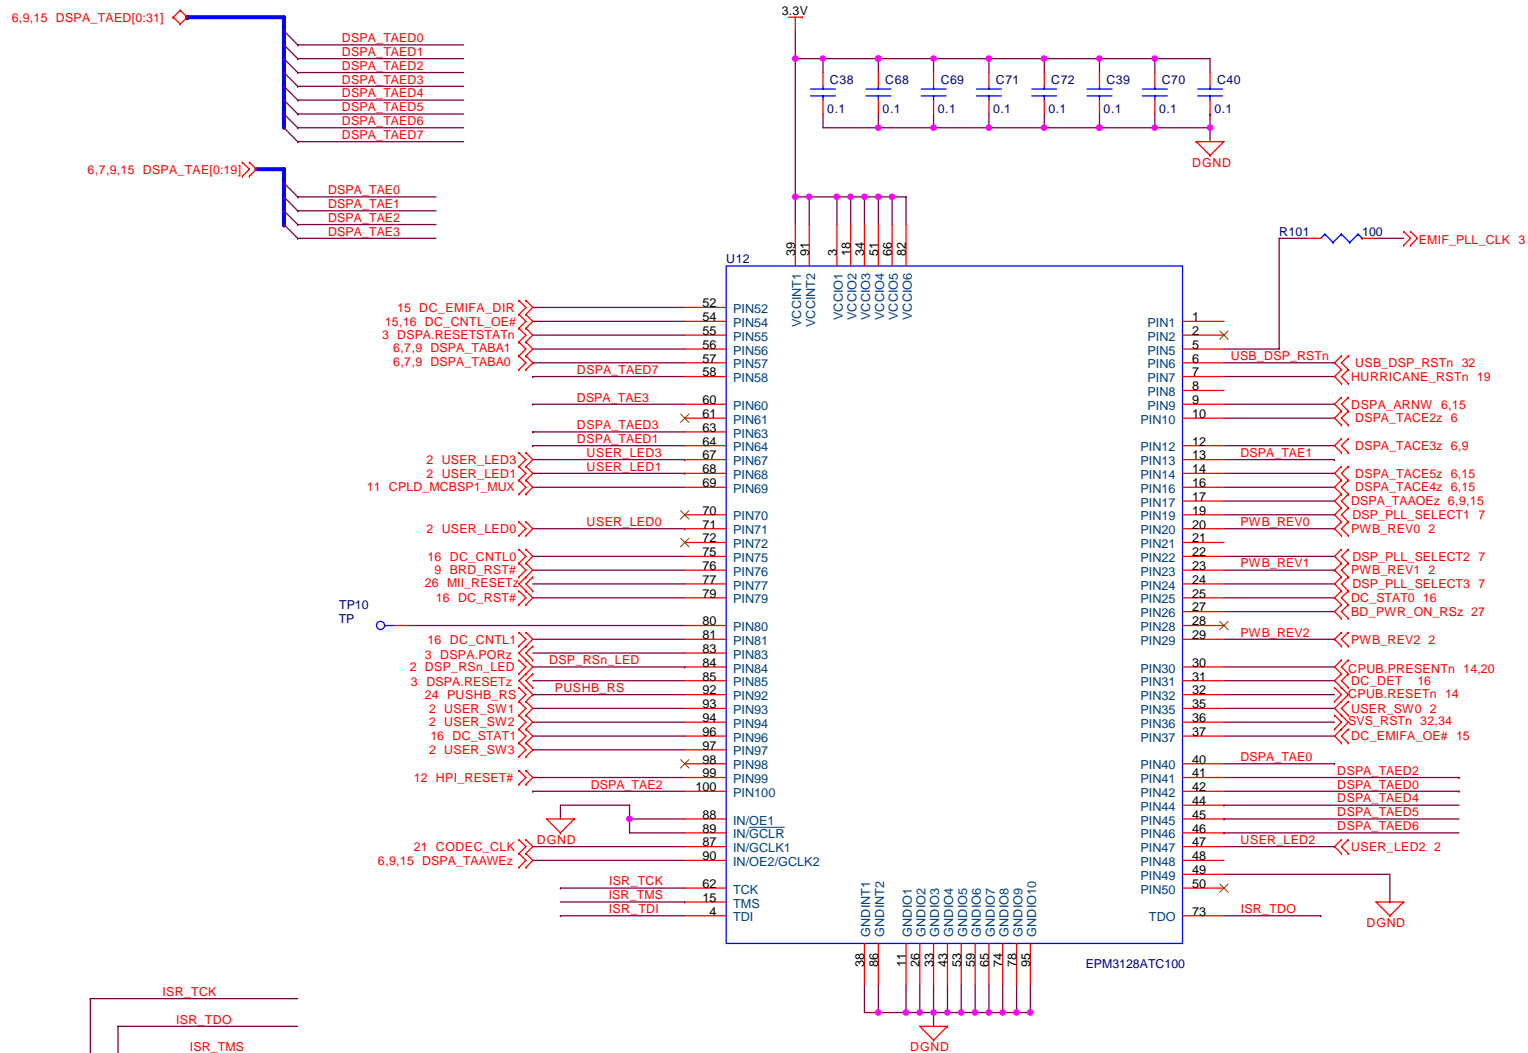 6,9,15 DSPA_TAED[0:31]
DSPA_TAED0
DSPA_TAED1
DSPA_TAED2
DSPA_TAED3
DSPA_TAED4
DSPA_TAED5
DSPA_TAED6
DSPA_TAED7
6,7,9,15 DSPA_TAE[0:19]
DSPA_TAE0
DSPA_TAE1
DSPA_TAE2
DSPA_TAE3
3.3V
C38 C68 C69 C71 C72 C39 C70 C40
0.1 0.1 0.1 0.1 0.1 0.1 0.1 0.1
DGND
R101 100 EMIF_PLL_CLK 3
U12
39 91 3 18 34 51 66 82
VCCINT1 VCCINT2 VCCIO1 VCCIO2 VCCIO3 VCCIO4 VCCIO5 VCCIO6
15 DC_EMIFA_DIR 52 PIN52
15,16 DC_CNTL_OE# 54 PIN54
3 DSPA.RESETSTATn 55 PIN55
6,7,9 DSPA_TABA1 56 PIN56
6,7,9 DSPA_TABA0 57 PIN57
DSPA_TAED7 58 PIN58
DSPA_TAE3 60 PIN60
61 PIN61
DSPA_TAED3 63 PIN63
DSPA_TAED1 64 PIN64
2 USER_LED3 USER_LED3 67 PIN67
2 USER_LED1 USER_LED1 68 PIN68
11 CPLD_MCBSP1_MUX 69 PIN69
70 PIN70
2 USER_LED0 USER_LED0 71 PIN71
72 PIN72
16 DC_CNTL0 75 PIN75
9 BRD_RST# 76 PIN76
26 MII_RESETz 77 PIN77
16 DC_RST# 79 PIN79
TP10
TP
80 PIN80
16 DC_CNTL1 81 PIN81
3 DSPA.PORz 83 PIN83
2 DSP_RSn_LED DSP_RSn_LED 84 PIN84
3 DSPA.RESETz 85 PIN85
24 PUSHB_RS PUSHB_RS 92 PIN92
2 USER_SW1 93 PIN93
2 USER_SW2 94 PIN94
16 DC_STAT1 96 PIN96
2 USER_SW3 97 PIN97
98 PIN98
12 HPI_RESET# 99 PIN99
DSPA_TAE2 100 PIN100
88 IN/OE1
DGND 89 IN/GCLR
21 CODEC_CLK 87 IN/GCLK1
6,9,15 DSPA_TAAWEz 90 IN/OE2/GCLK2
ISR_TCK 62 TCK
ISR_TMS 15 TMS
ISR_TDI 4 TDI
PIN1 1
PIN2 2
PIN5 5
PIN6 6 USB_DSP_RSTn USB_DSP_RSTn 32
PIN7 7 HURRICANE_RSTn 19
PIN8 8
PIN9 9 DSPA_ARNW 6,15
PIN10 10 DSPA_TACE2z 6
PIN12 12 DSPA_TACE3z 6,9
PIN13 13 DSPA_TAE1
PIN14 14 DSPA_TACE5z 6,15
PIN16 16 DSPA_TACE4z 6,15
PIN17 17 DSPA_TAAOEz 6,9,15
PIN19 19 DSP_PLL_SELECT1 7
PIN20 20 PWB_REV0 PWB_REV0 2
PIN21 21
PIN22 22 DSP_PLL_SELECT2 7
PIN23 23 PWB_REV1 PWB_REV1 2
PIN24 24 DSP_PLL_SELECT3 7
PIN25 25 DC_STAT0 16
PIN26 27 BD_PWR_ON_RSz 27
PIN28 28
PIN29 29 PWB_REV2 PWB_REV2 2
PIN30 30 CPUB.PRESENTn 14,20
PIN31 31 DC_DET 16
PIN32 32 CPUB.RESETn 14
PIN35 35 USER_SW0 2
PIN36 36 SVS_RSTn 32,34
PIN37 37 DC_EMIFA_OE# 15
PIN40 40 DSPA_TAE0
PIN41 41 DSPA_TAED2
PIN42 42 DSPA_TAED0
PIN44 44 DSPA_TAED4
PIN45 45 DSPA_TAED5
PIN46 46 DSPA_TAED6
PIN47 47 USER_LED2 USER_LED2 2
PIN48 48
PIN49 49
PIN50 50
TDO 73 ISR_TDO
DGND
GNDINT1 GNDINT2 GNDIO1 GNDIO2 GNDIO3 GNDIO4 GNDIO5 GNDIO6 GNDIO7 GNDIO8 GNDIO9 GNDIO10
38 86 11 26 33 43 53 59 65 74 78 95
EPM3128ATC100
DGND
ISR_TCK
ISR_TDO
ISR_TMS